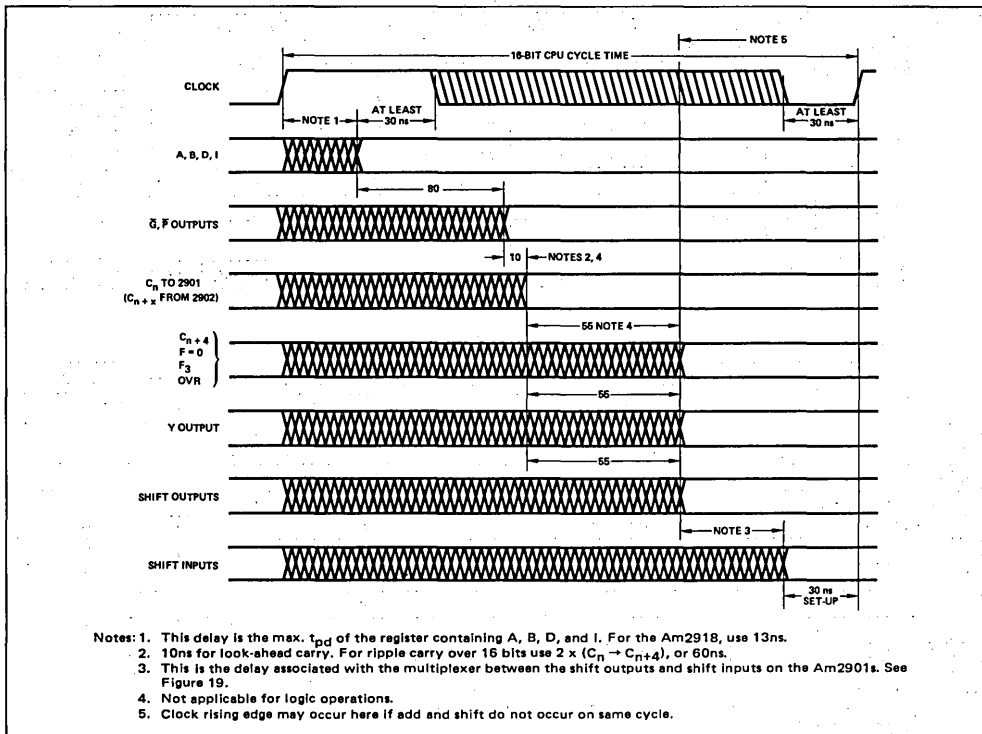 NOTE 5
16-BIT CPU CYCLE TIME
CLOCK
NOTE 1
AT LEAST
30 ns
AT LEAST
30 ns
A, B, D, I
80
G̅, P̅ OUTPUTS
10
NOTES 2, 4
Cn TO 2901
(Cn + x FROM 2902)
55 NOTE 4
Cn + 4
F = 0
F3
OVR
55
Y OUTPUT
55
SHIFT OUTPUTS
NOTE 3
SHIFT INPUTS
30 ns
SET-UP
Notes: 1. This delay is the max. tpd of the register containing A, B, D, and I. For the Am2918, use 13ns.
2. 10ns for look-ahead carry. For ripple carry over 16 bits use 2 x (Cn → Cn+4), or 60ns.
3. This is the delay associated with the multiplexer between the shift outputs and shift inputs on the Am2901s. See
Figure 19.
4. Not applicable for logic operations.
5. Clock rising edge may occur here if add and shift do not occur on same cycle.